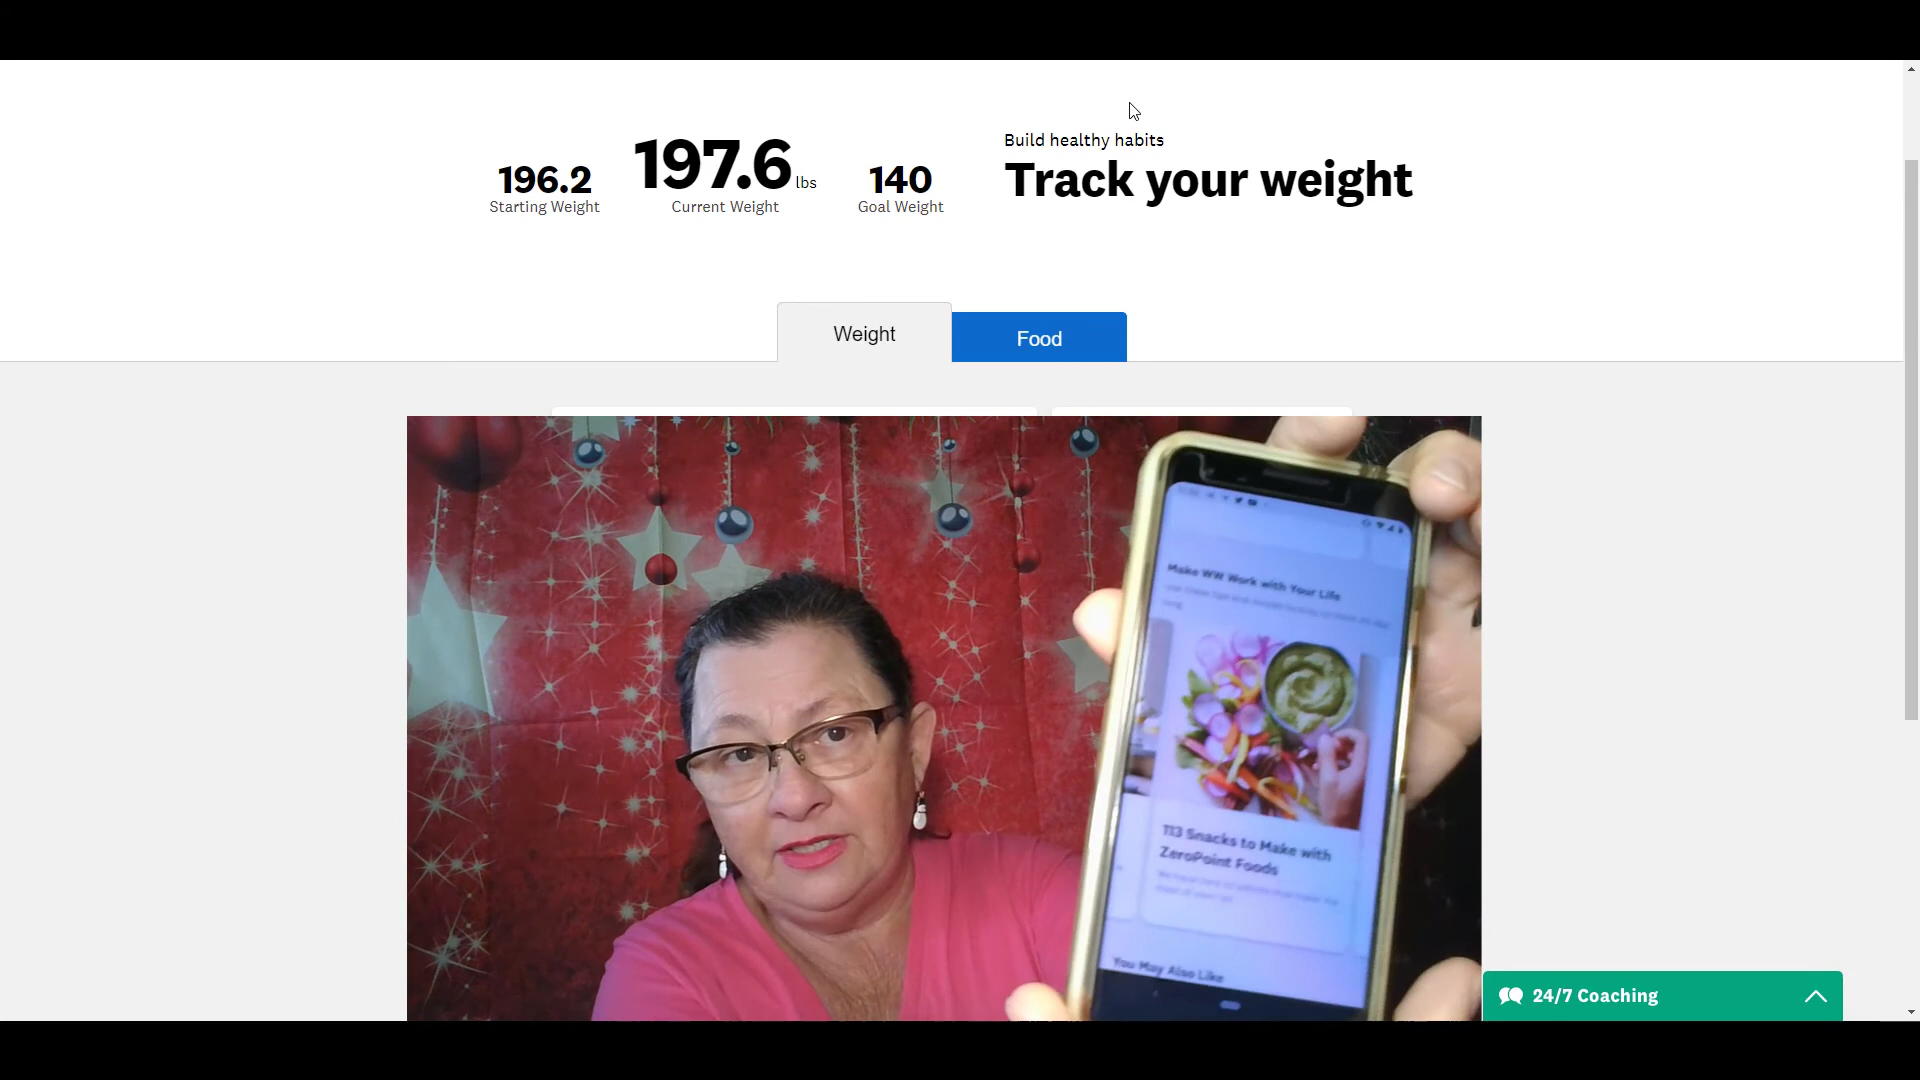 Build healthy habits
Track your weight
196.2
Starting Weight
197.6 lbs
Current Weight
140
Goal Weight
Weight
Food
Make WW Work with Your Life
113 Snacks to Make with
ZeroPoint Foods
You May Also Like
24/7 Coaching